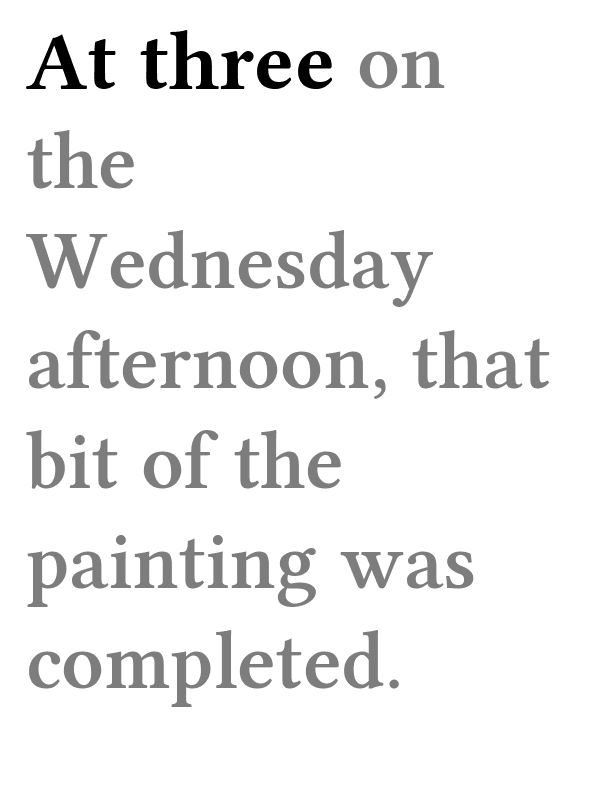 At three on
the
Wednesday
afternoon, that
bit of the
painting was
completed.